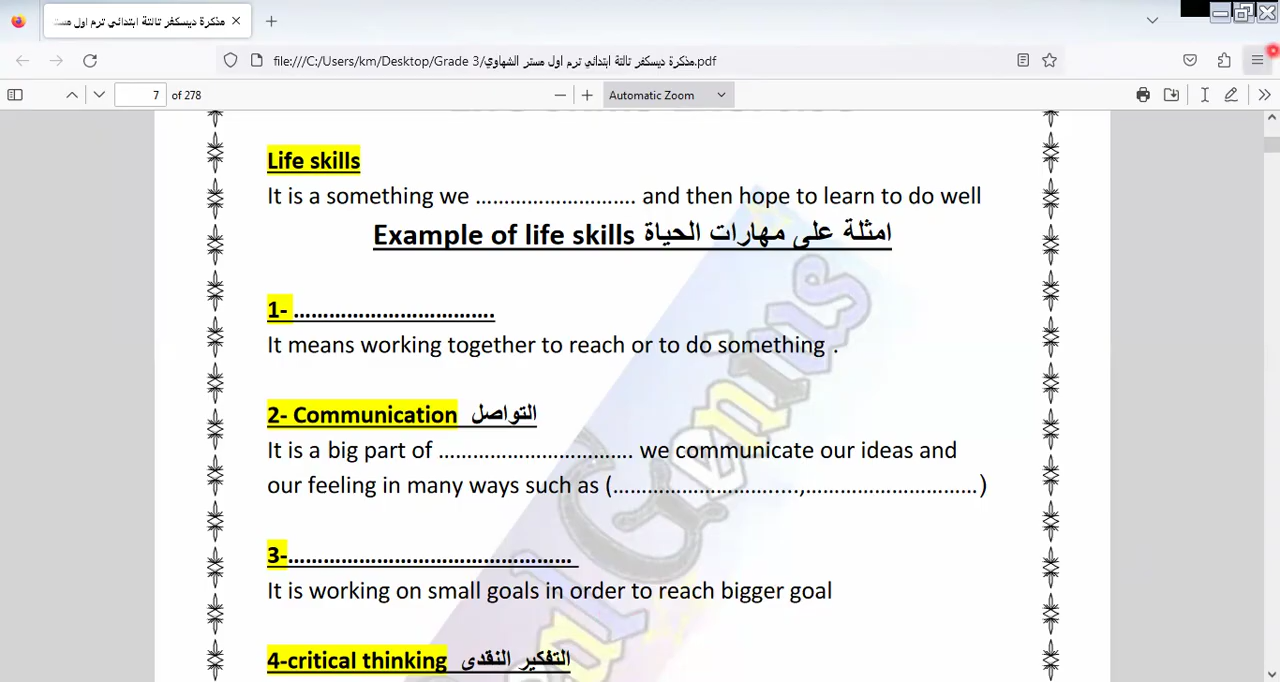 مذكرة ديسكفر تالتة ابتدائي ترم اول مستر
file:///C:/Users/km/Desktop/Grade 3/مذكرة ديسكفر تالتة ابتدائي ترم اول مستر الشهاوي.pdf
7 of 278
Automatic Zoom
Life skills
It is a something we ........................... and then hope to learn to do well
Example of life skills امثلة على مهارات الحياة
1- ..................................
It means working together to reach or to do something .
2- Communication التواصل
It is a big part of ................................. we communicate our ideas and
our feeling in many ways such as (...............................,.............................)
3-................................................
It is working on small goals in order to reach bigger goal
4-critical thinking التفكير النقدى